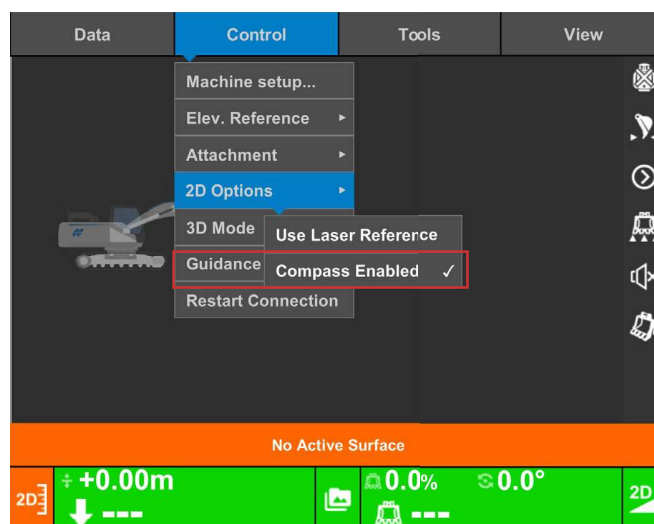 Data Control Tools View
Machine setup...
Elev. Reference
Attachment
2D Options
3D Mode
Use Laser Reference
Guidance
Compass Enabled ✓
Restart Connection
No Active Surface
2D
+0.00m
---
0.0%
---
0.0°
2D